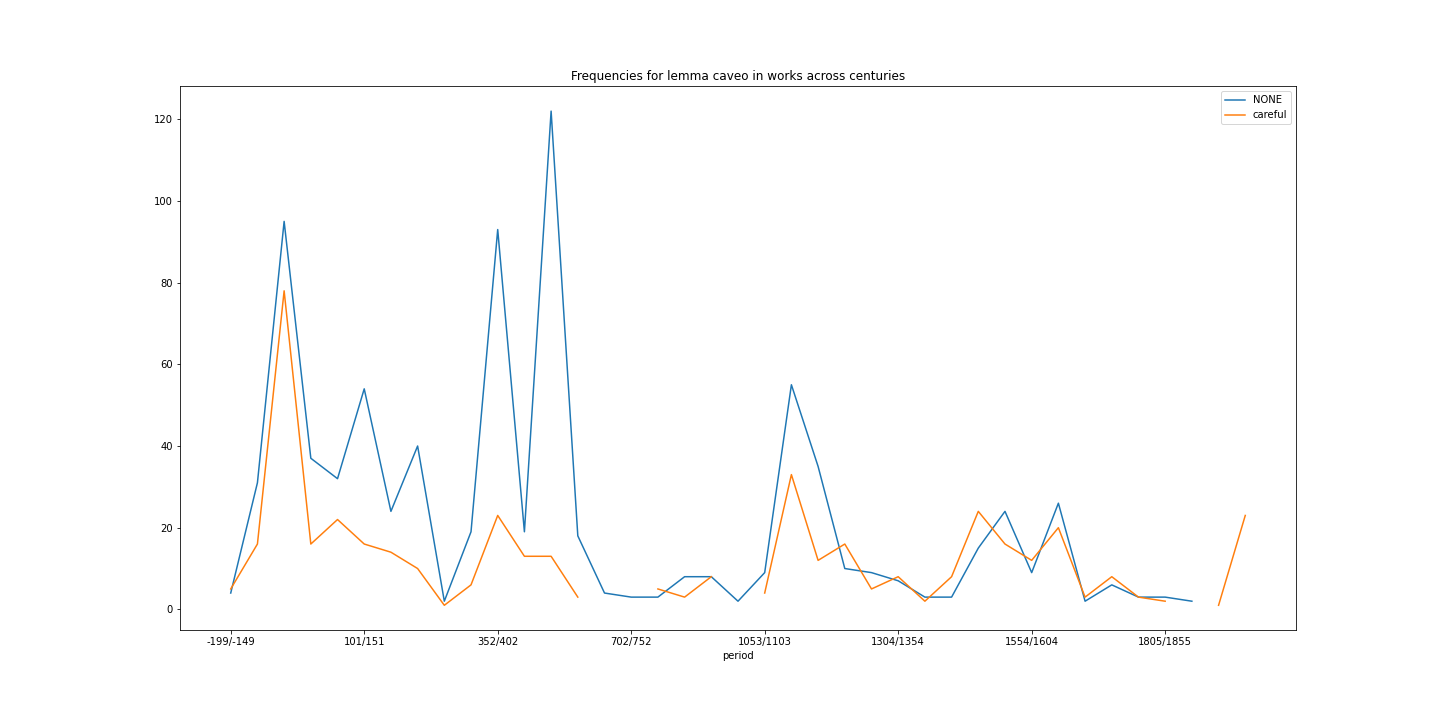 Frequencies for lemma caveo in works across centuries
NONE
careful
120
100
80
60
40
20
0
-199/-149 101/151 352/402 702/752 1053/1103 1304/1354 1554/1604 1805/1855
period